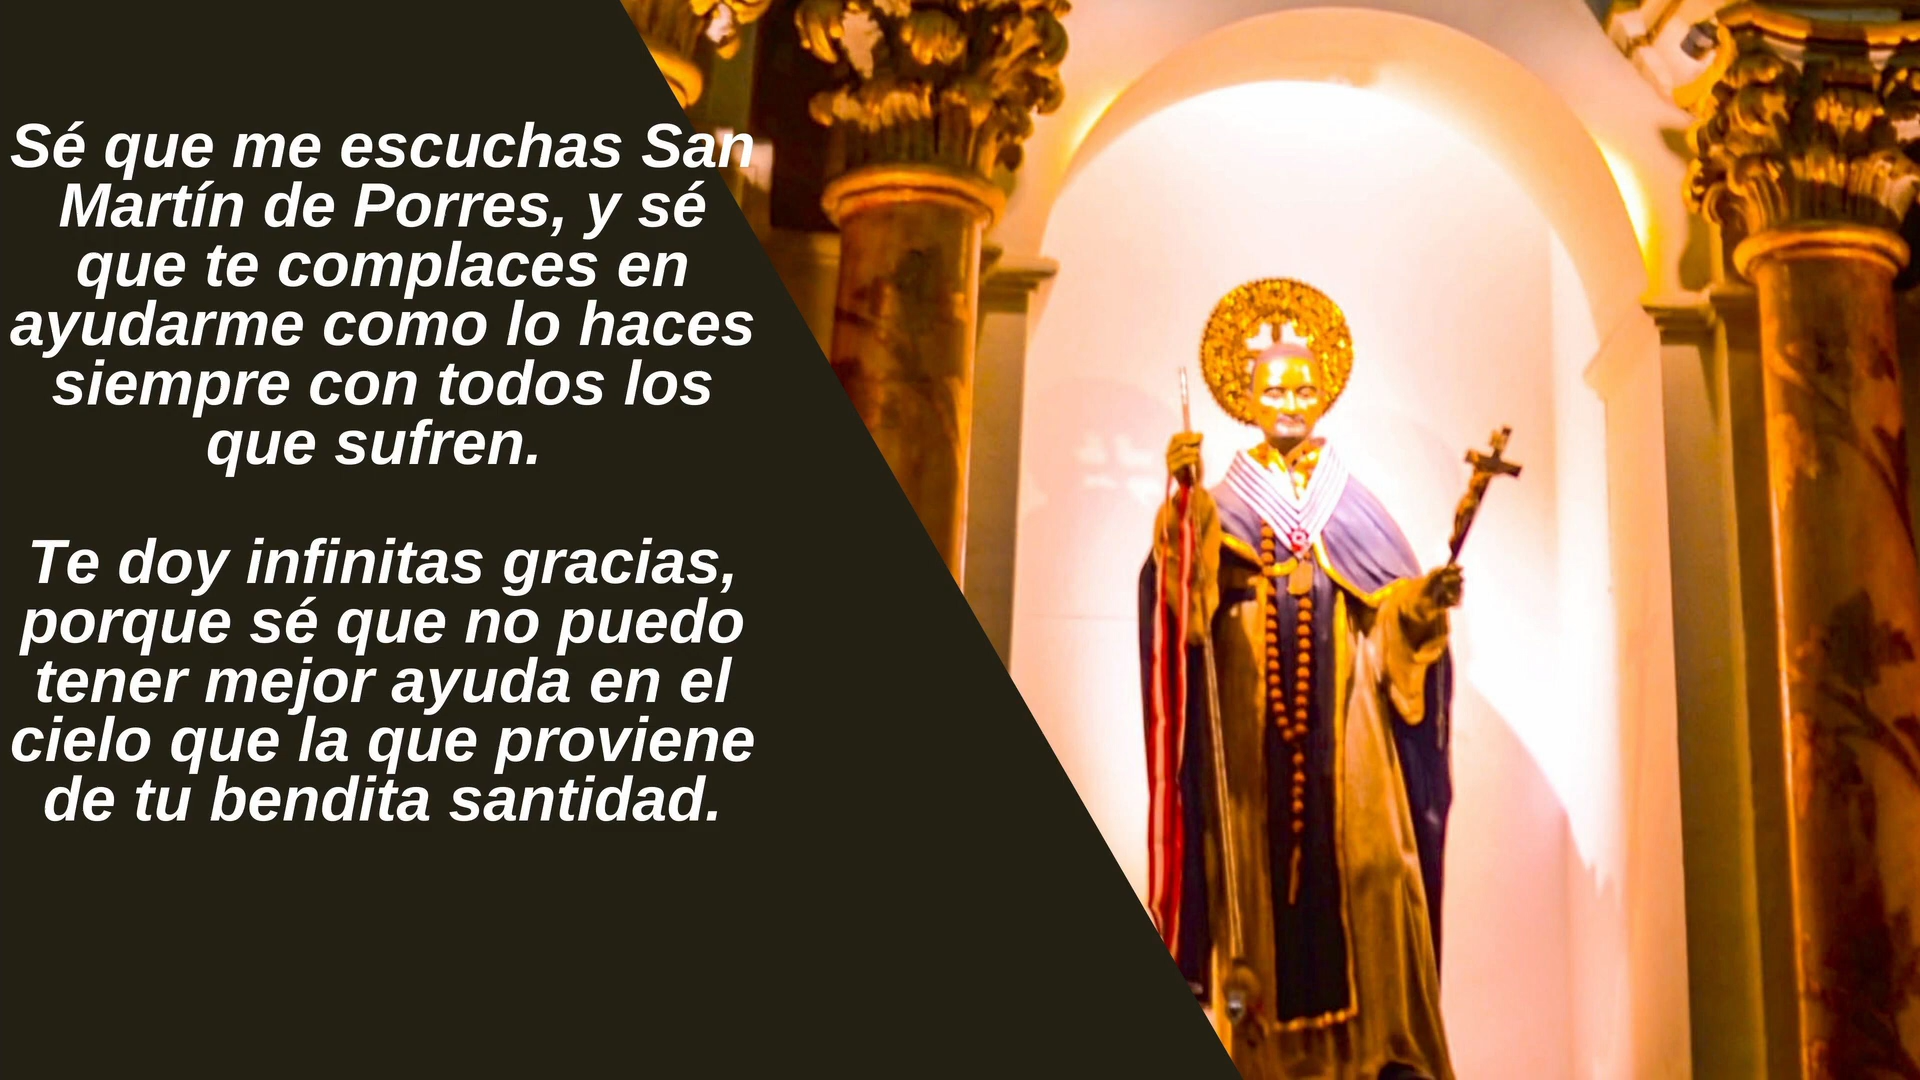 Sé que me escuchas San
Martín de Porres, y sé
que te complaces en
ayudarme como lo haces
siempre con todos los
que sufren.
Te doy infinitas gracias,
porque sé que no puedo
tener mejor ayuda en el
cielo que la que proviene
de tu bendita santidad.